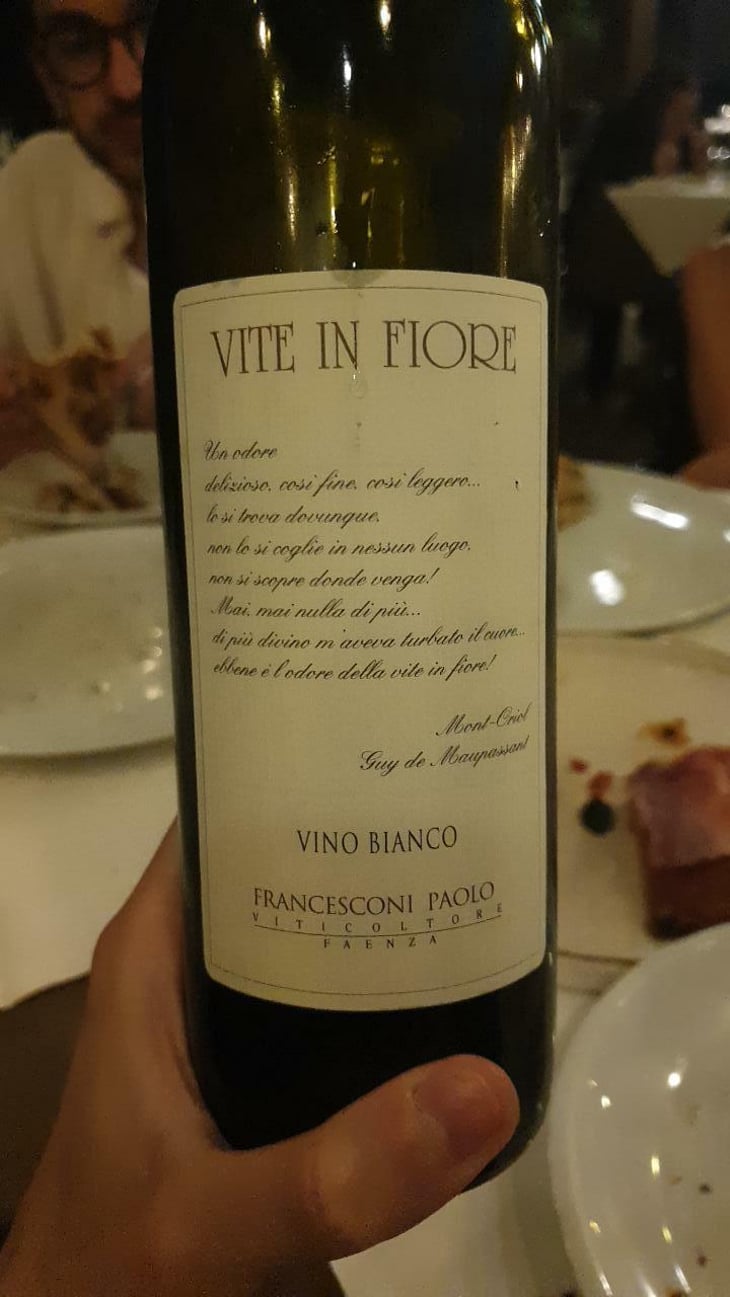 VITE IN FIORE
Un odore
delizioso, così fine, così leggero...
lo si trova dovunque,
non lo si coglie in nessun luogo,
non si scopre donde venga!
Mai, mai nulla di più...
di più divino m'aveva turbato il cuore...
ebbene è l'odore della vite in fiore!
Mont-Oriol
Guy de Maupassant
VINO BIANCO
FRANCESCONI PAOLO
VITICOLTORE
FAENZA